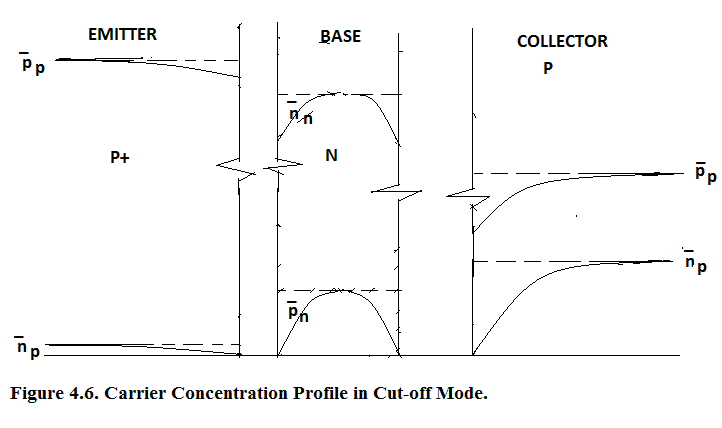 EMITTER
BASE
COLLECTOR
P
p̅p
n̅n
P+
N
p̅p
n̅p
p̅n
n̅p
Figure 4.6. Carrier Concentration Profile in Cut-off Mode.